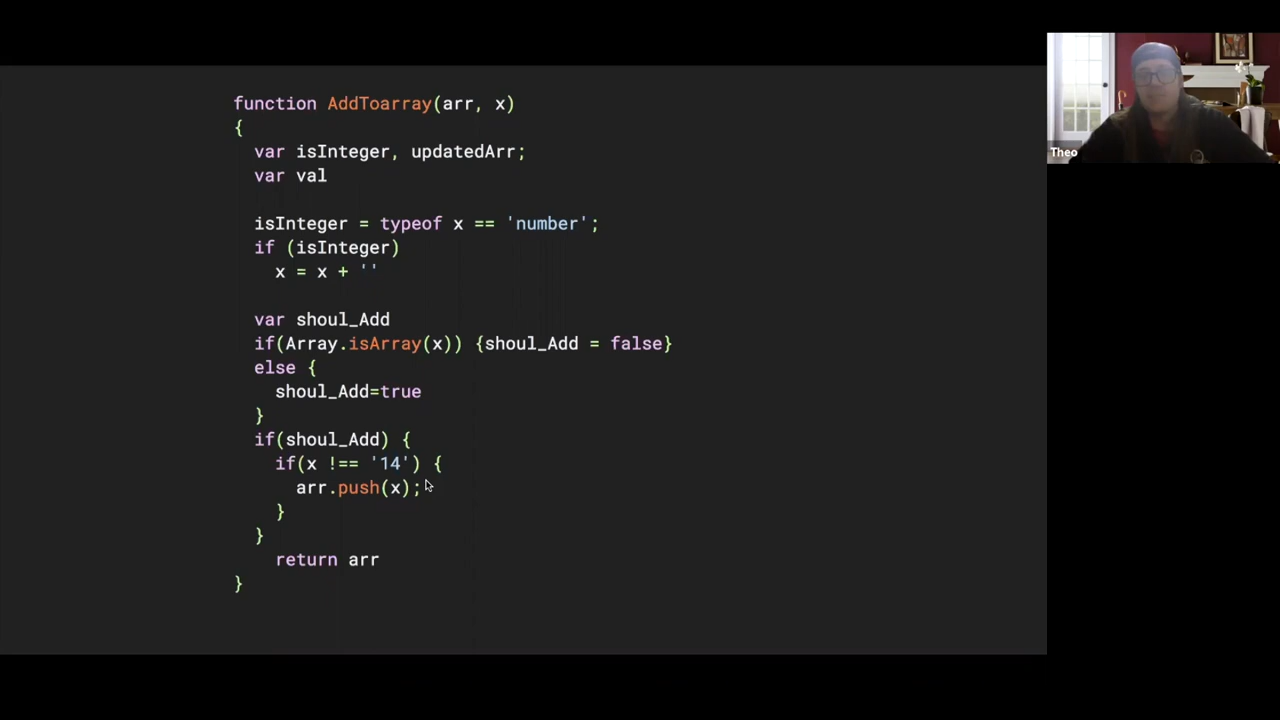 function AddToarray(arr, x)
{
var isInteger, updatedArr;
var val
isInteger = typeof x == 'number';
if (isInteger)
x = x + ''
var shoul_Add
if(Array.isArray(x)) {shoul_Add = false}
else {
shoul_Add=true
}
if(shoul_Add) {
if(x !== '14') {
arr.push(x);
}
}
return arr
}
Theo